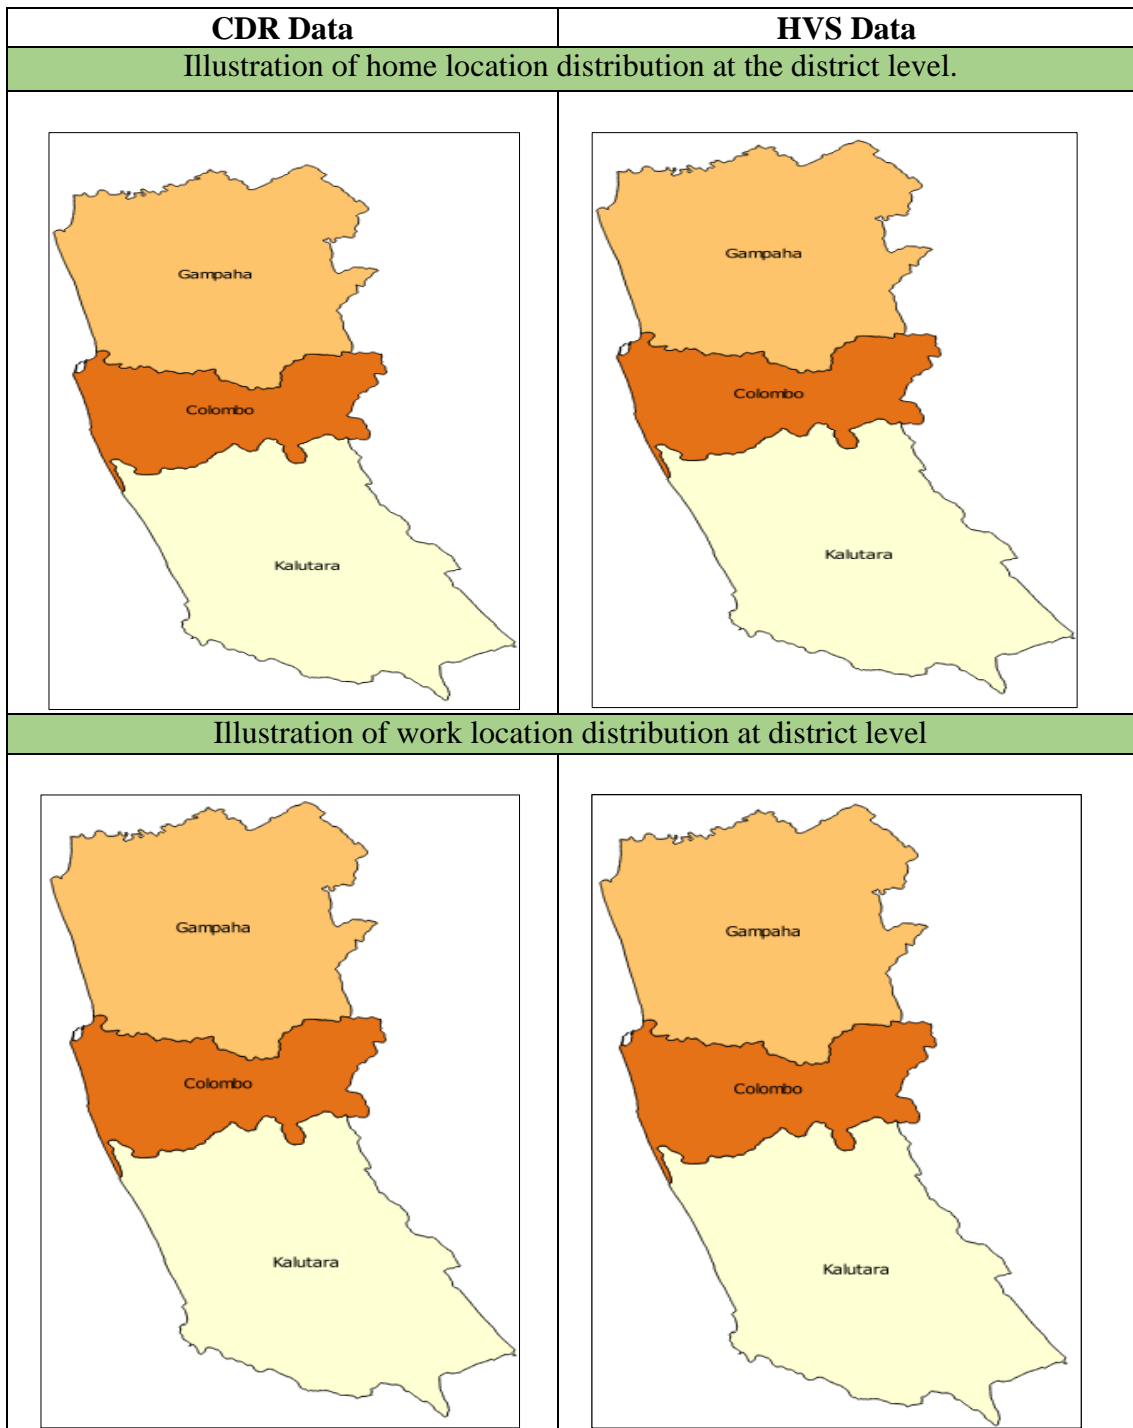 CDR Data
HVS Data
Illustration of home location distribution at the district level.
Gampaha
Colombo
Kalutara
Gampaha
Colombo
Kalutara
Illustration of work location distribution at district level
Gampaha
Colombo
Kalutara
Gampaha
Colombo
Kalutara